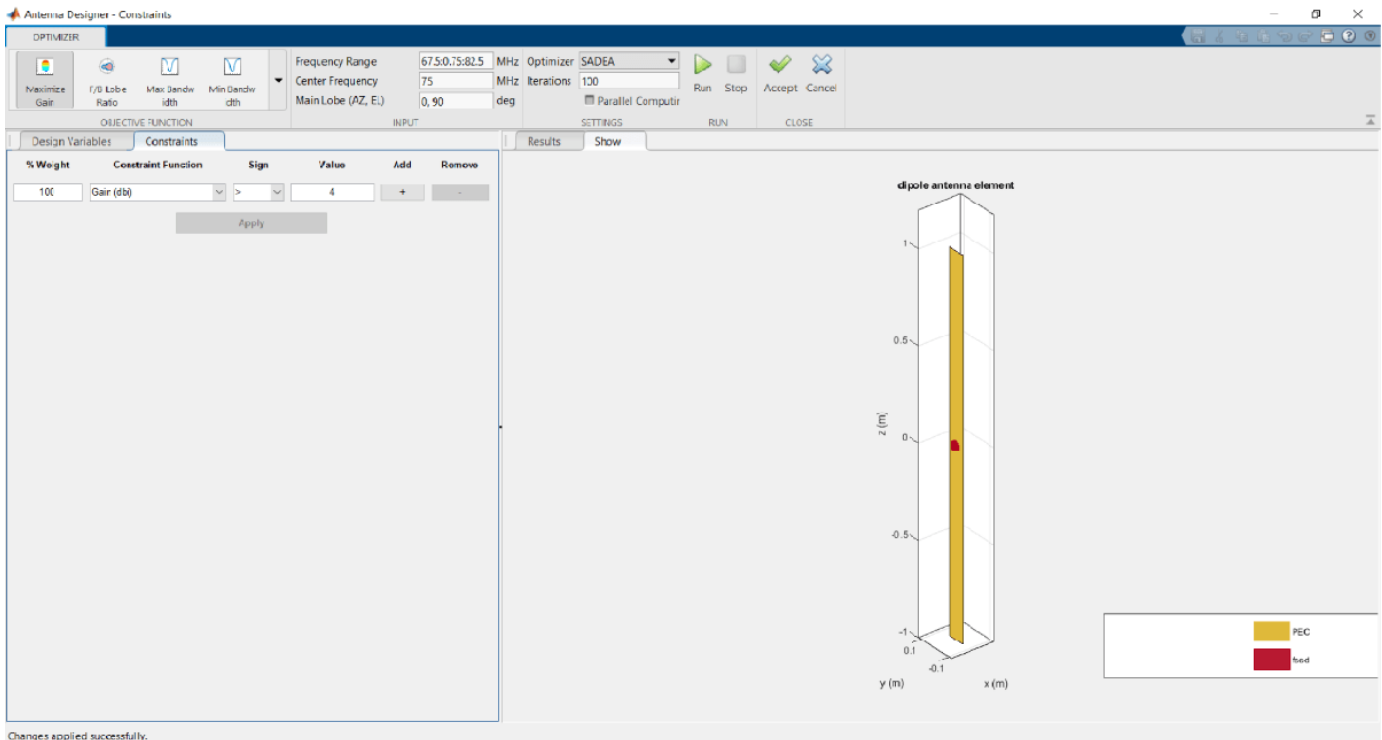 Antenna Designer - Constraints
OPTIMIZER
Maximize Gain
F/B Lobe Ratio
Max Bandwidth
Min Bandwidth
OBJECTIVE FUNCTION
Frequency Range 67.5:0.75:82.5 MHz
Center Frequency 75 MHz
Main Lobe (AZ, EL) 0, 90 deg
INPUT
Optimizer SADEA
Iterations 100
Parallel Computin
SETTINGS
Run Stop
RUN
Accept Cancel
CLOSE
Design Variables Constraints
% Weight Constraint Function Sign Value Add Remove
100 Gain (dbi) > 4 + -
Apply
Results Show
dipole antenna element
1
0.5
z (m)
0
-0.5
-1
0.1
-0.1
y (m) x (m)
PEC
feed
Changes applied successfully.